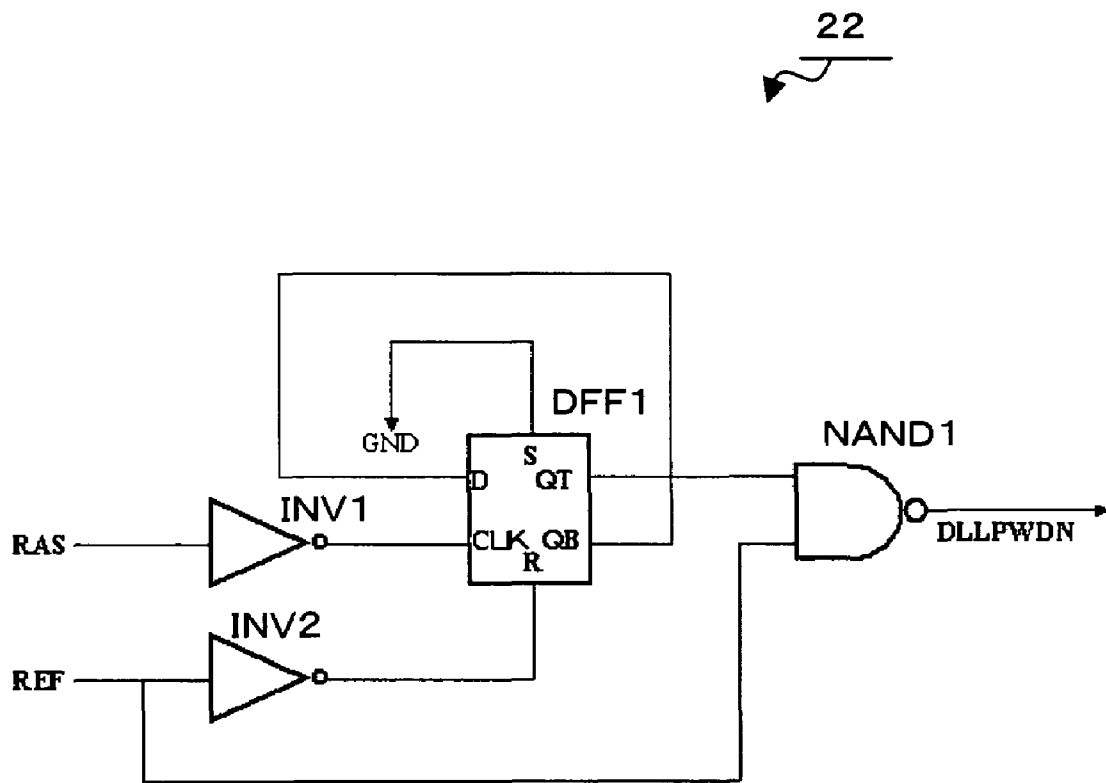 22
DFF1
GND
S
NAND1
D
QT
INV1
RAS
CLK
QB
DLLPWDN
R
INV2
REF